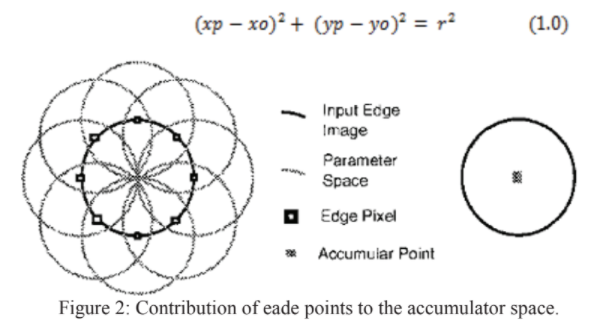 (xp − xo)² + (yp − yo)² = r² (1.0)
Input Edge
Image
Parameter
Space
Edge Pixel
Accumular Point
Figure 2: Contribution of eade points to the accumulator space.